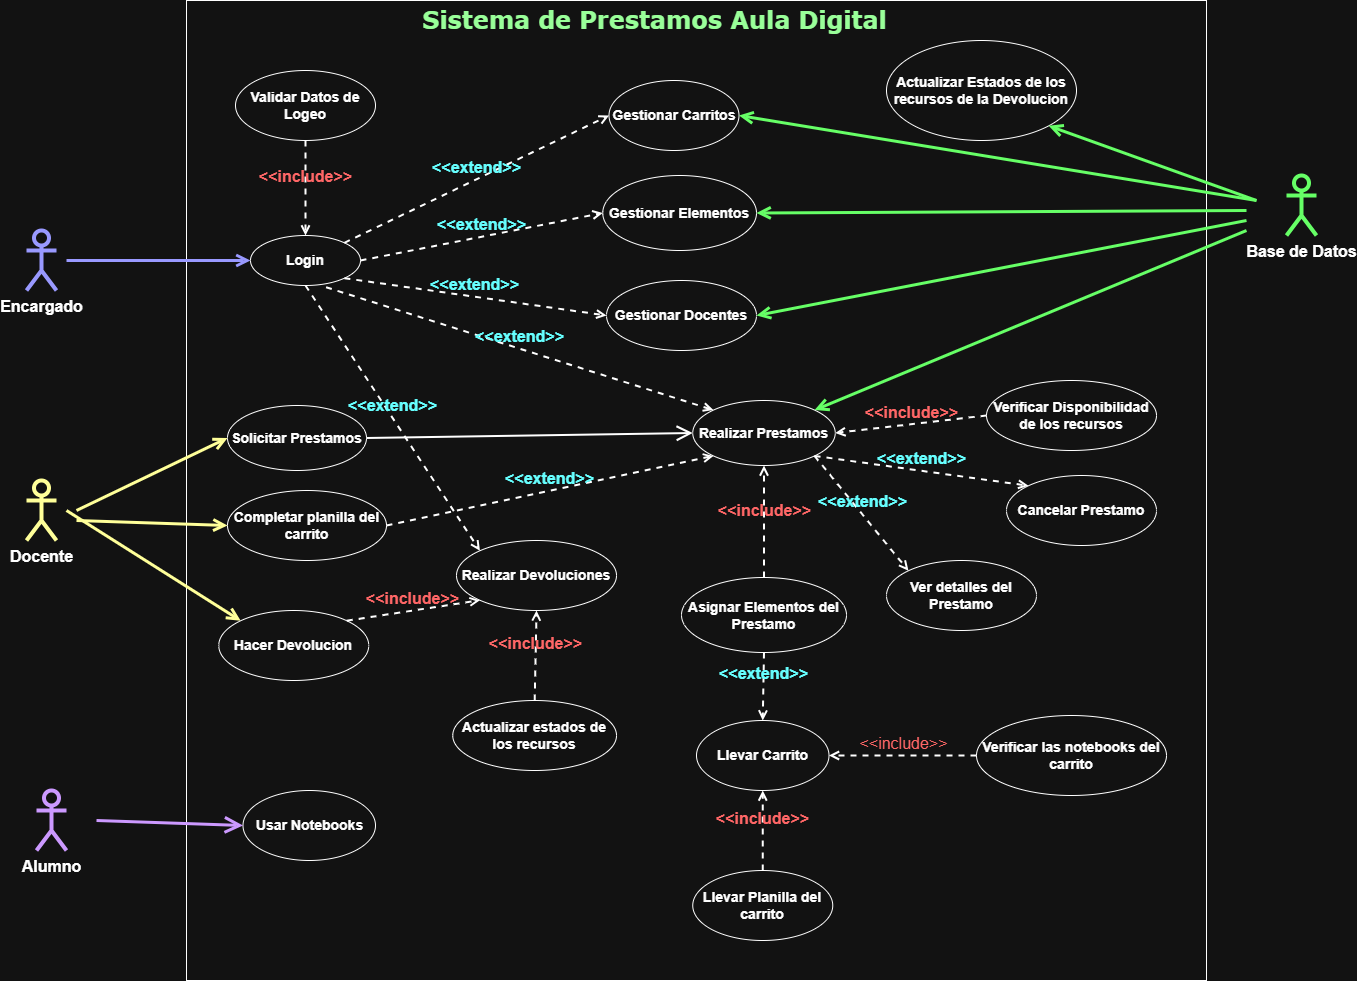 Sistema de Prestamos Aula Digital
Validar Datos de
Logeo
<<include>>
Login
Encargado
<<extend>>
Gestionar Carritos
<<extend>>
Gestionar Elementos
<<extend>>
Gestionar Docentes
<<extend>>
<<extend>>
Actualizar Estados de los
recursos de la Devolucion
Base de Datos
Solicitar Prestamos
Realizar Prestamos
<<include>>
Verificar Disponibilidad
de los recursos
<<extend>>
Cancelar Prestamo
<<extend>>
Ver detalles del
Prestamo
Docente
Completar planilla del
carrito
<<extend>>
<<include>>
Realizar Devoluciones
Hacer Devolucion
<<include>>
<<include>>
Actualizar estados de
los recursos
Asignar Elementos del
Prestamo
<<extend>>
Llevar Carrito
<<include>>
Verificar las notebooks del
carrito
<<include>>
Llevar Planilla del
carrito
Alumno
Usar Notebooks